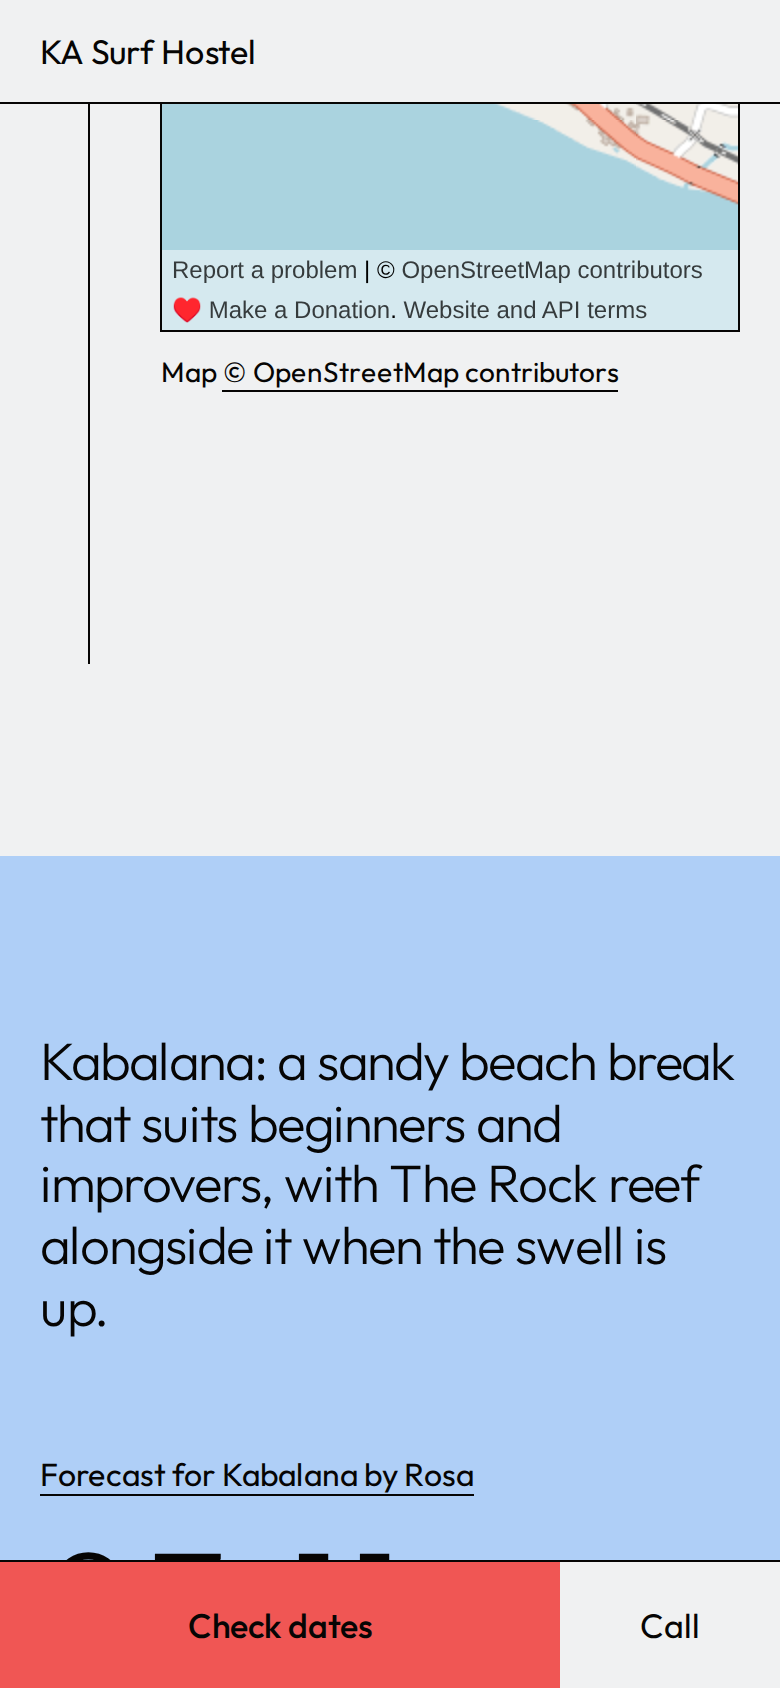 KA Surf Hostel
Report a problem | © OpenStreetMap contributors
Make a Donation. Website and API terms
Map © OpenStreetMap contributors
Kabalana: a sandy beach break
that suits beginners and
improvers, with The Rock reef
alongside it when the swell is
up.
Forecast for Kabalana by Rosa
Check dates
Call